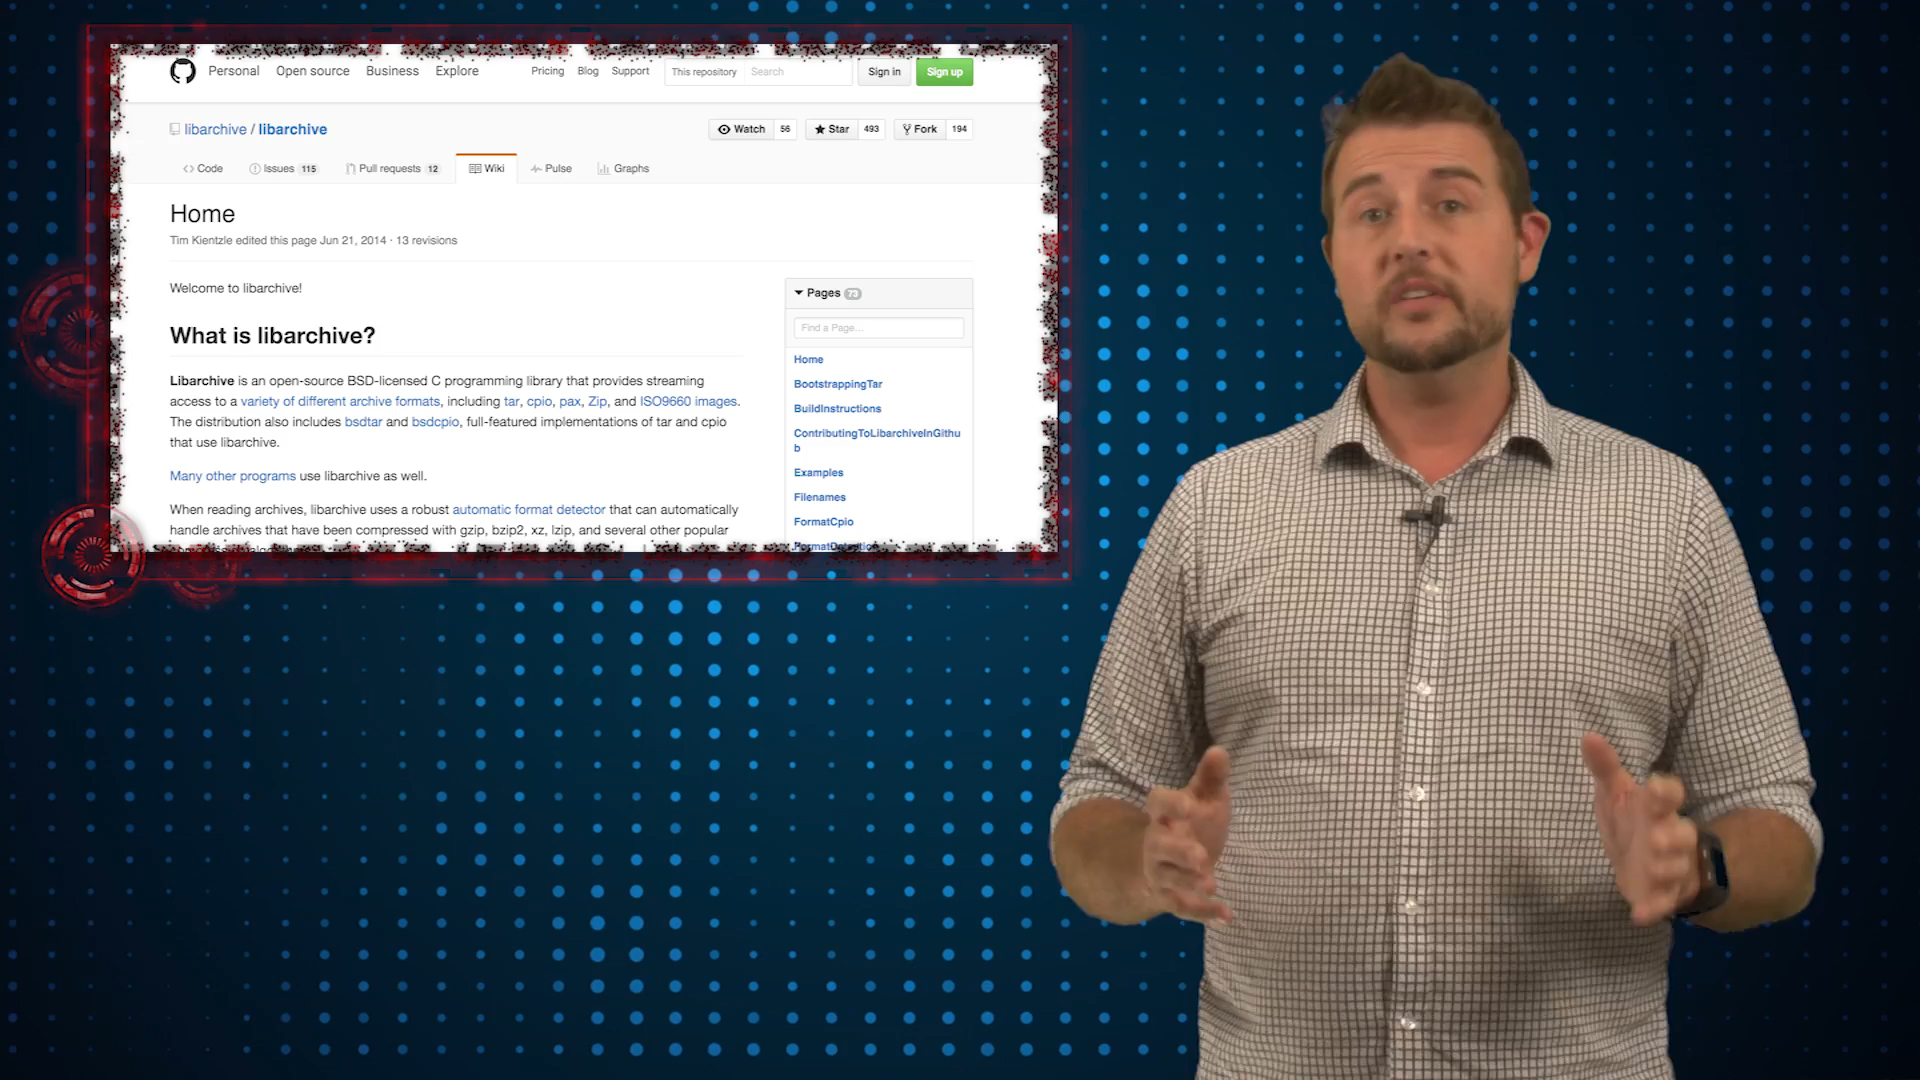 Personal Open source Business Explore Pricing Blog Support This repository Search Sign in Sign up
libarchive / libarchive Watch 56 Star 493 Fork 194
Code Issues 115 Pull requests 12 Wiki Pulse Graphs
Home
Tim Kientzle edited this page Jun 21, 2014 · 13 revisions
Welcome to libarchive!
What is libarchive?
Libarchive is an open-source BSD-licensed C programming library that provides streaming
access to a variety of different archive formats, including tar, cpio, pax, Zip, and ISO9660 images.
The distribution also includes bsdtar and bsdcpio, full-featured implementations of tar and cpio
that use libarchive.
Many other programs use libarchive as well.
When reading archives, libarchive uses a robust automatic format detector that can automatically
handle archives that have been compressed with gzip, bzip2, xz, lzip, and several other popular
Pages 73
Find a Page...
Home
BootstrappingTar
BuildInstructions
ContributingToLibarchiveInGithu
b
Examples
Filenames
FormatCpio
FormatDetection